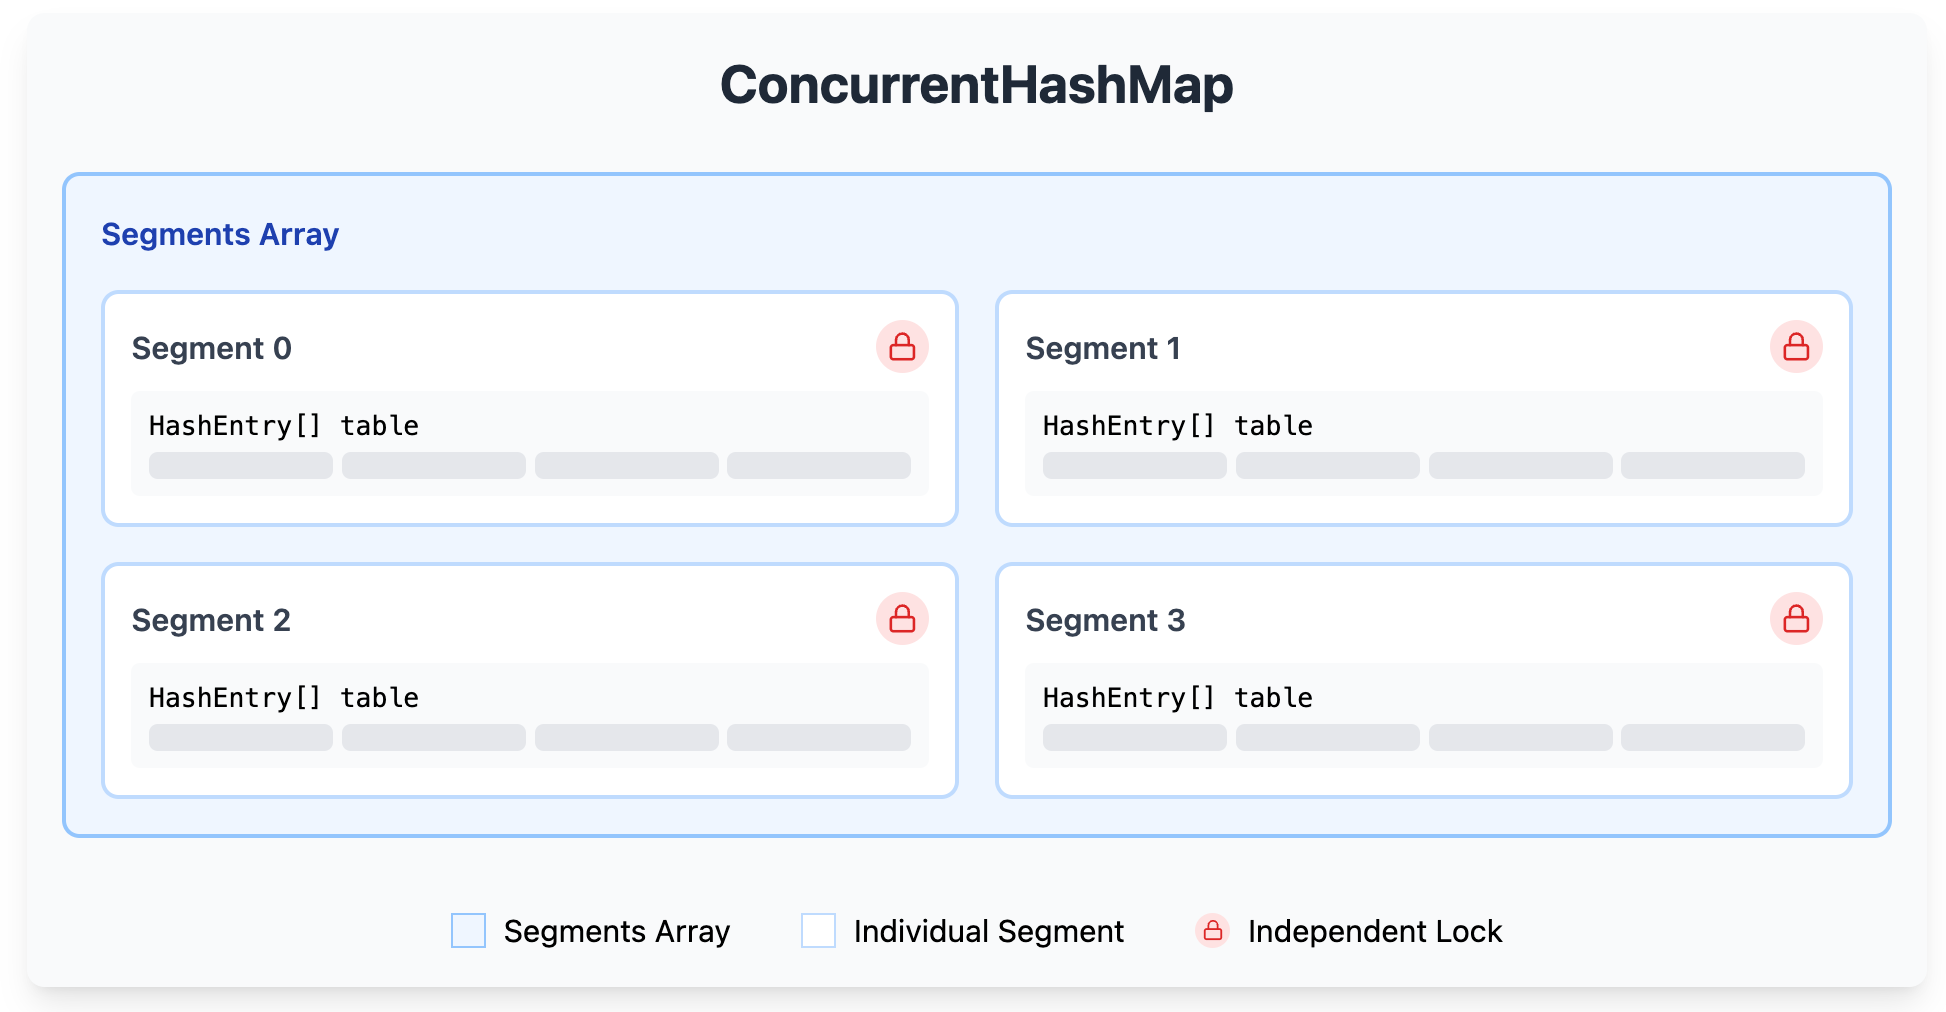 ConcurrentHashMap
Segments Array
Segment 0
HashEntry[] table
Segment 1
HashEntry[] table
Segment 2
HashEntry[] table
Segment 3
HashEntry[] table
Segments Array
Individual Segment
Independent Lock